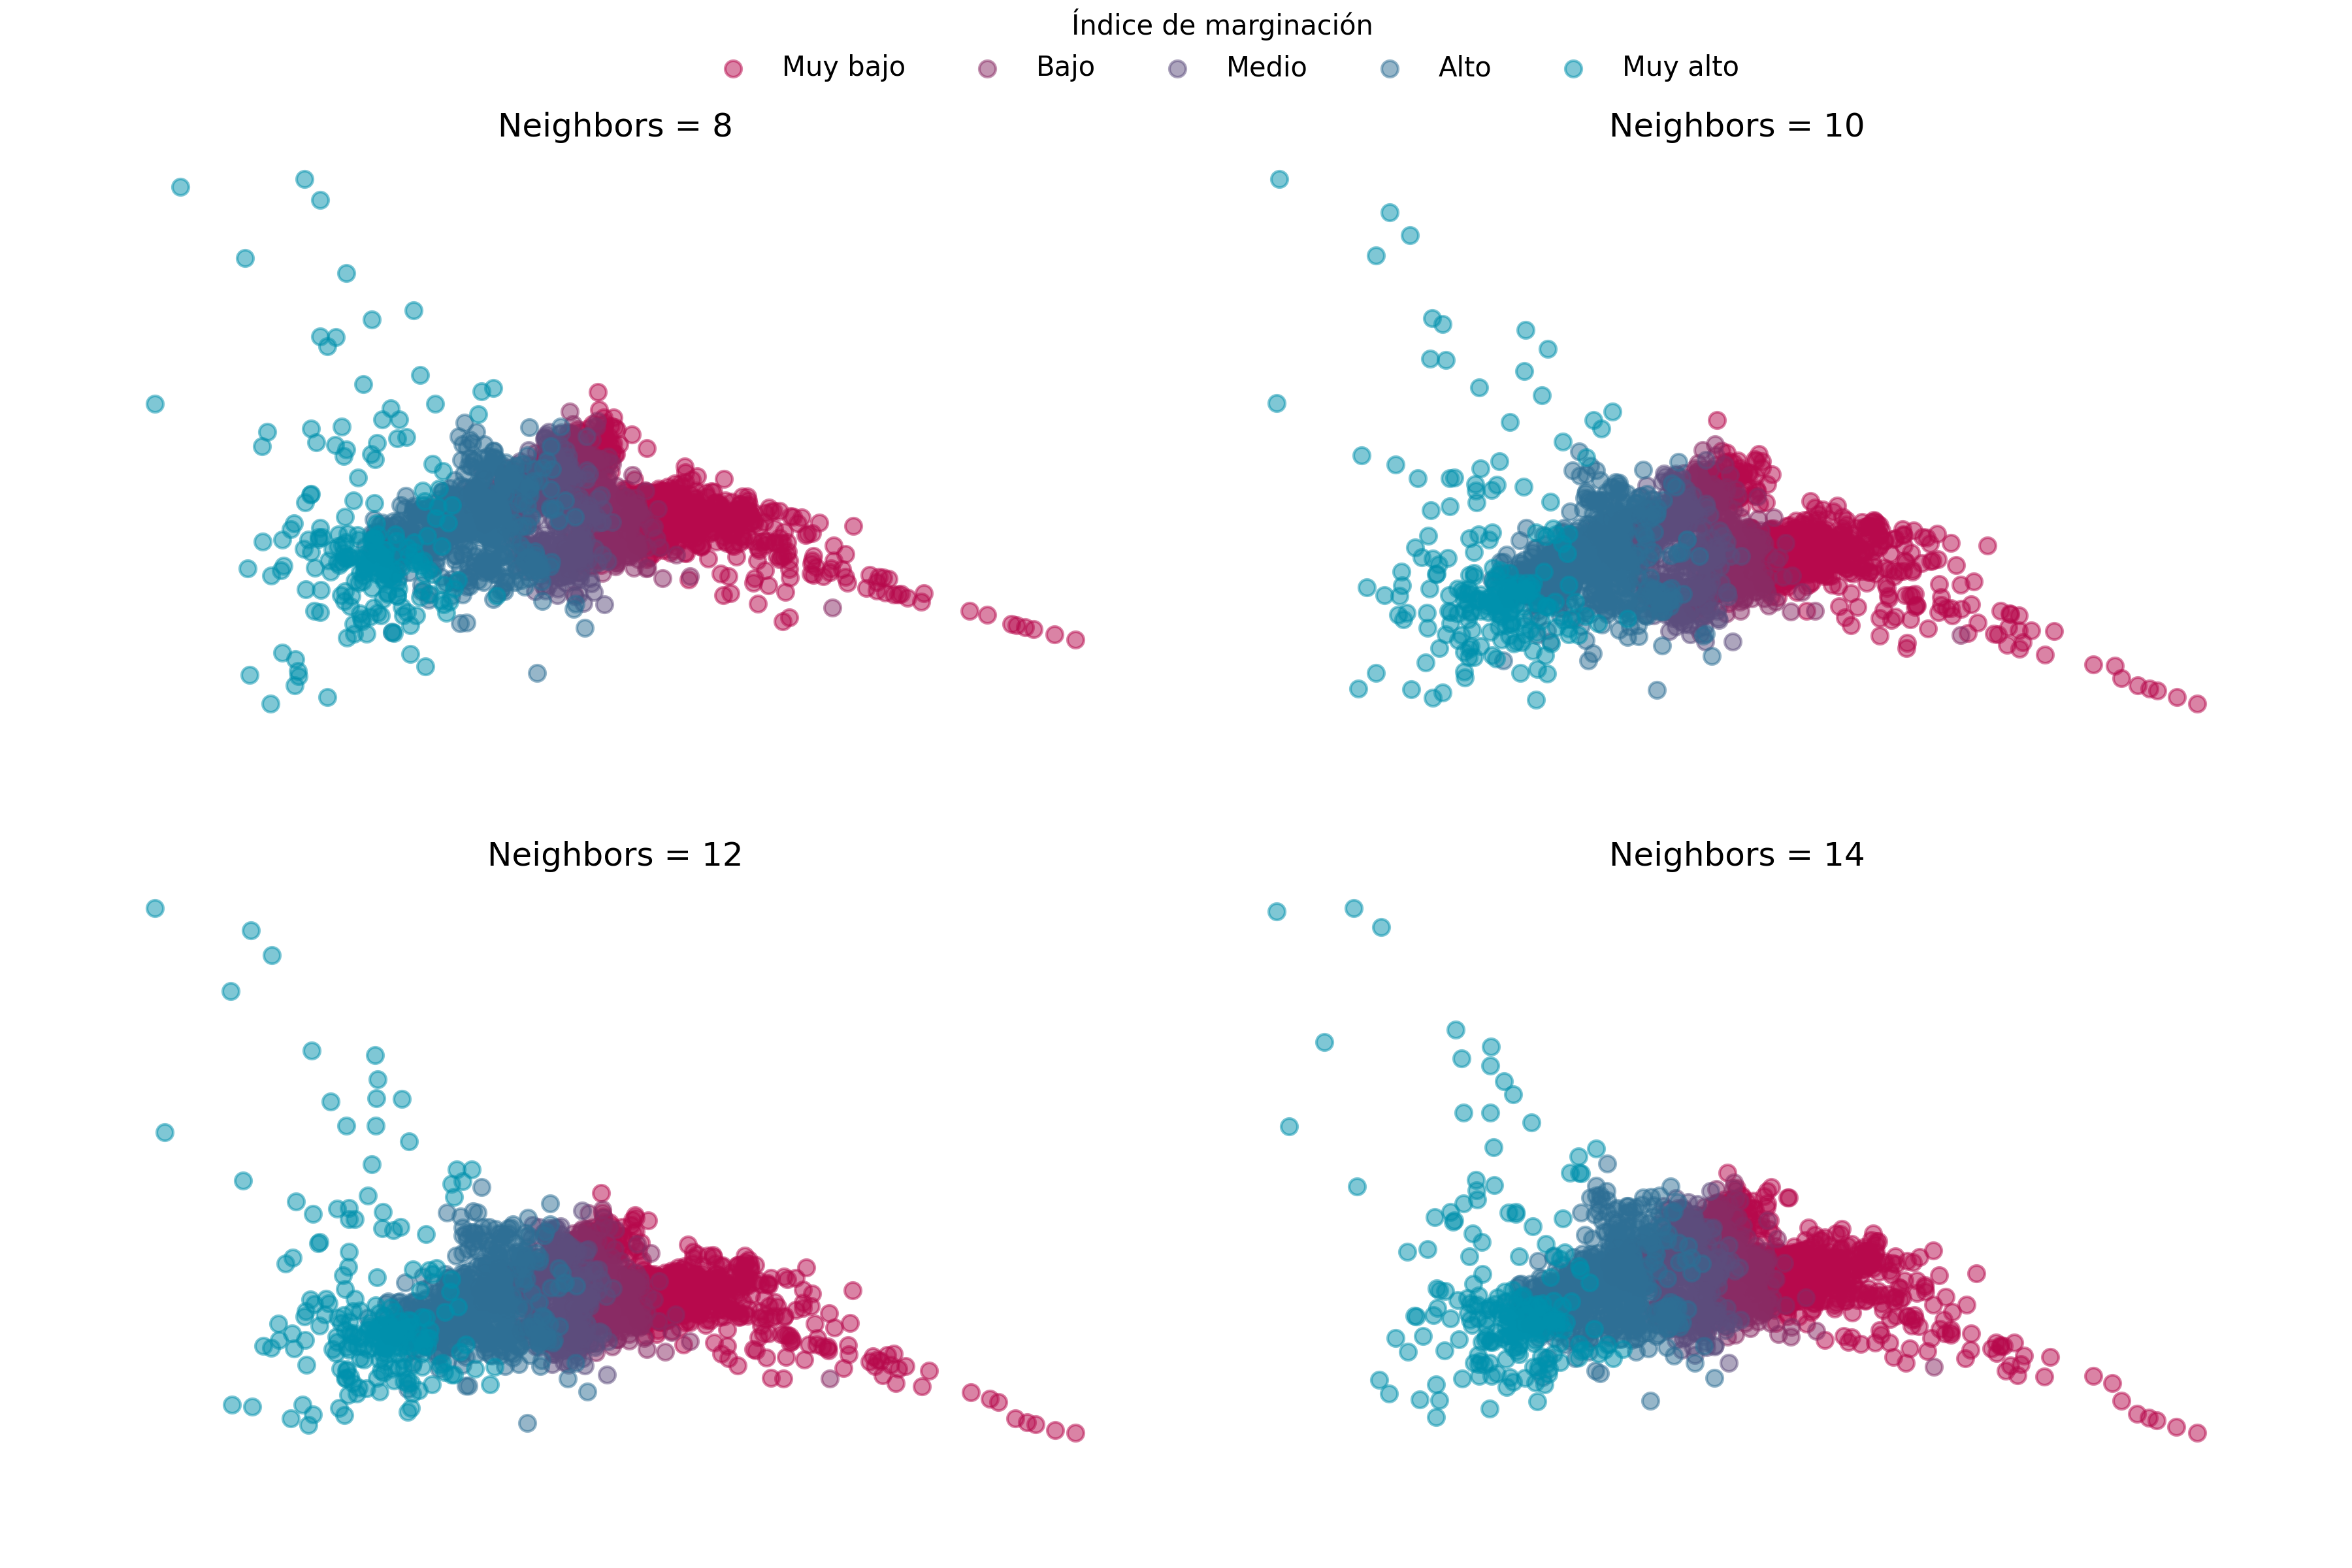 Índice de marginación
Muy bajo Bajo Medio Alto Muy alto
Neighbors = 8
Neighbors = 10
Neighbors = 12
Neighbors = 14